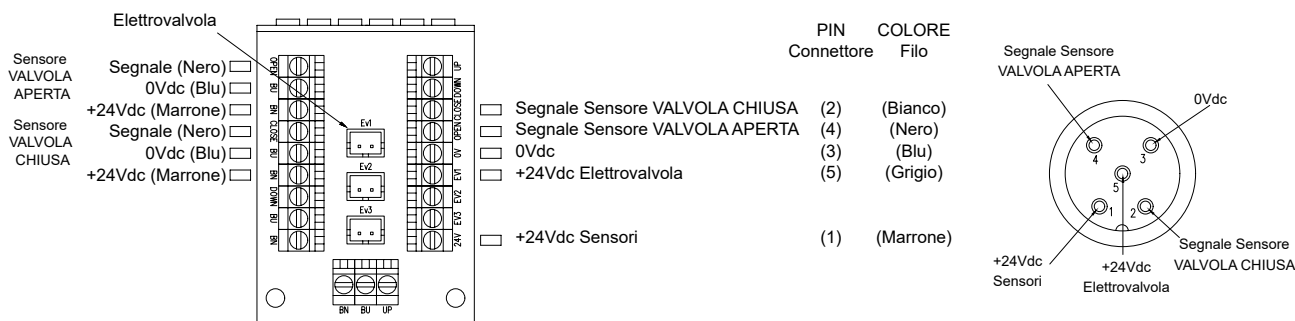 Elettrovalvola
Sensore
VALVOLA
APERTA
Segnale (Nero)
0Vdc (Blu)
+24Vdc (Marrone)
Sensore
VALVOLA
CHIUSA
Segnale (Nero)
0Vdc (Blu)
+24Vdc (Marrone)
OPEN
BU
BN
CLOSE
BU
BN
DOWN
BU
BN
Ev1
Ev2
Ev3
UP
DOWN
CLOSE
OPEN
0V
EV1
EV2
EV3
24V
BN BU UP
PIN COLORE
Connettore Filo
Segnale Sensore VALVOLA CHIUSA (2) (Bianco)
Segnale Sensore VALVOLA APERTA (4) (Nero)
0Vdc (3) (Blu)
+24Vdc Elettrovalvola (5) (Grigio)
+24Vdc Sensori (1) (Marrone)
Segnale Sensore
VALVOLA APERTA
0Vdc
4 3
5
1 2
+24Vdc
Sensori
+24Vdc
Elettrovalvola
Segnale Sensore
VALVOLA CHIUSA